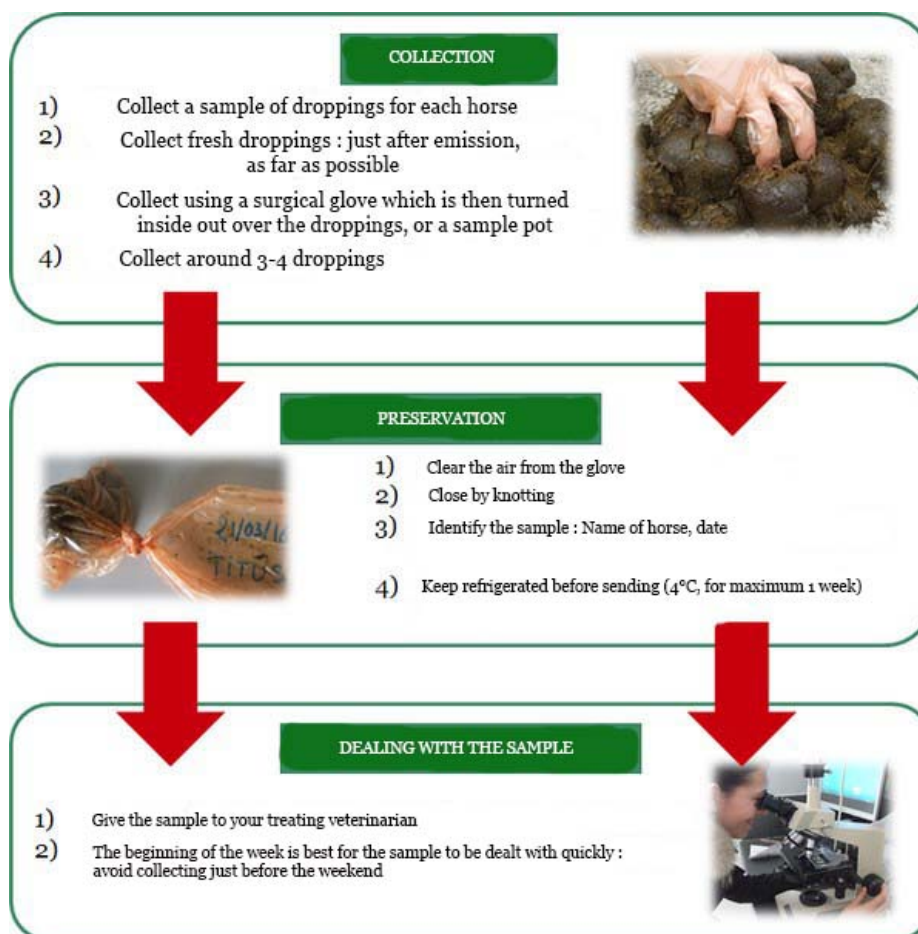 COLLECTION
1) Collect a sample of droppings for each horse
2) Collect fresh droppings : just after emission,
as far as possible
3) Collect using a surgical glove which is then turned
inside out over the droppings, or a sample pot
4) Collect around 3-4 droppings
PRESERVATION
1) Clear the air from the glove
2) Close by knotting
3) Identify the sample : Name of horse, date
4) Keep refrigerated before sending (4°C, for maximum 1 week)
21/03/1
TITUS
DEALING WITH THE SAMPLE
1) Give the sample to your treating veterinarian
2) The beginning of the week is best for the sample to be dealt with quickly :
avoid collecting just before the weekend